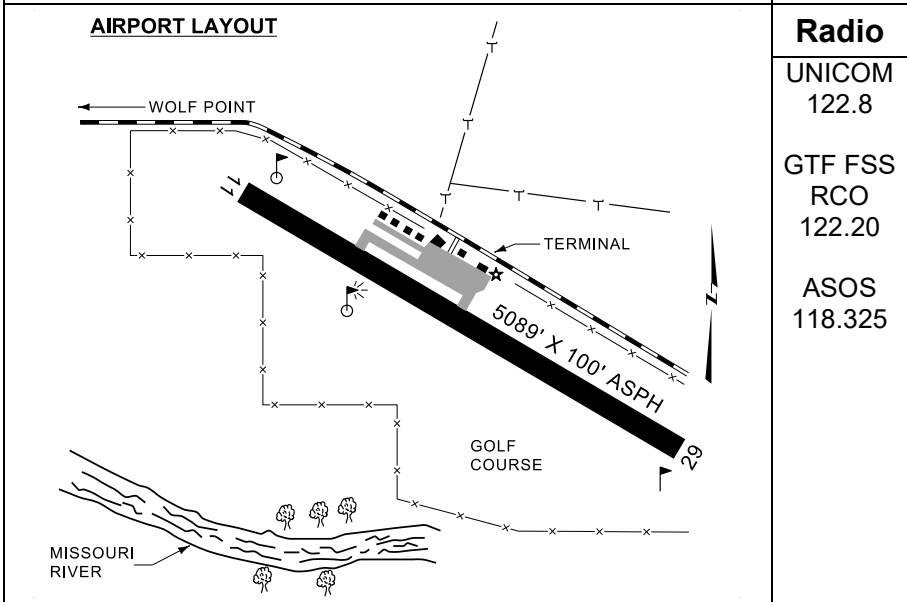 AIRPORT LAYOUT
WOLF POINT
11
TERMINAL
N
5089' X 100' ASPH
29
GOLF
COURSE
MISSOURI
RIVER
Radio
UNICOM
122.8
GTF FSS
RCO
122.20
ASOS
118.325